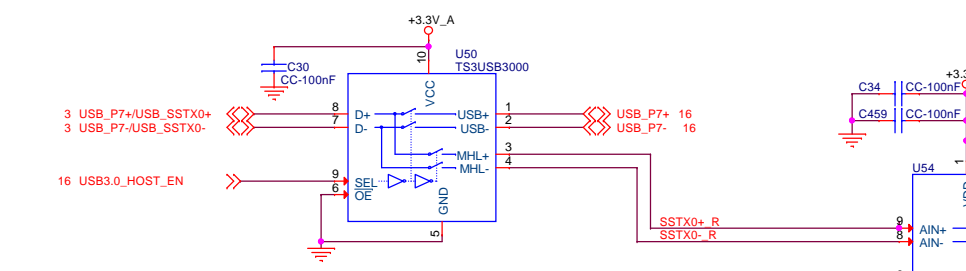 +3.3V_A
C30
CC-100nF
10
VCC
U50
TS3USB3000
3 USB_P7+/USB_SSTX0+
8
D+
USB+
1
USB_P7+ 16
3 USB_P7-/USB_SSTX0-
7
D-
USB-
2
USB_P7- 16
MHL+
3
MHL-
4
16 USB3.0_HOST_EN
9
SEL
6
OE
GND
5
SSTX0+_R
SSTX0-_R
C34
CC-100nF
C459
CC-100nF
U54
1
9
AIN+
8
AIN-